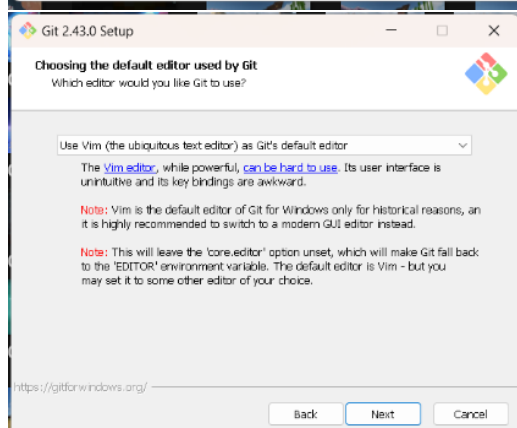 Git 2.43.0 Setup
Choosing the default editor used by Git
Which editor would you like Git to use?
Use Vim (the ubiquitous text editor) as Git's default editor
The Vim editor, while powerful, can be hard to use. Its user interface is
unintuitive and its key bindings are awkward.
Note: Vim is the default editor of Git for Windows only for historical reasons, an
it is highly recommended to switch to a modern GUI editor instead.
Note: This will leave the 'core.editor' option unset, which will make Git fall back
to the 'EDITOR' environment variable. The default editor is Vim - but you
may set it to some other editor of your choice.
https://gitforwindows.org/
Back Next Cancel